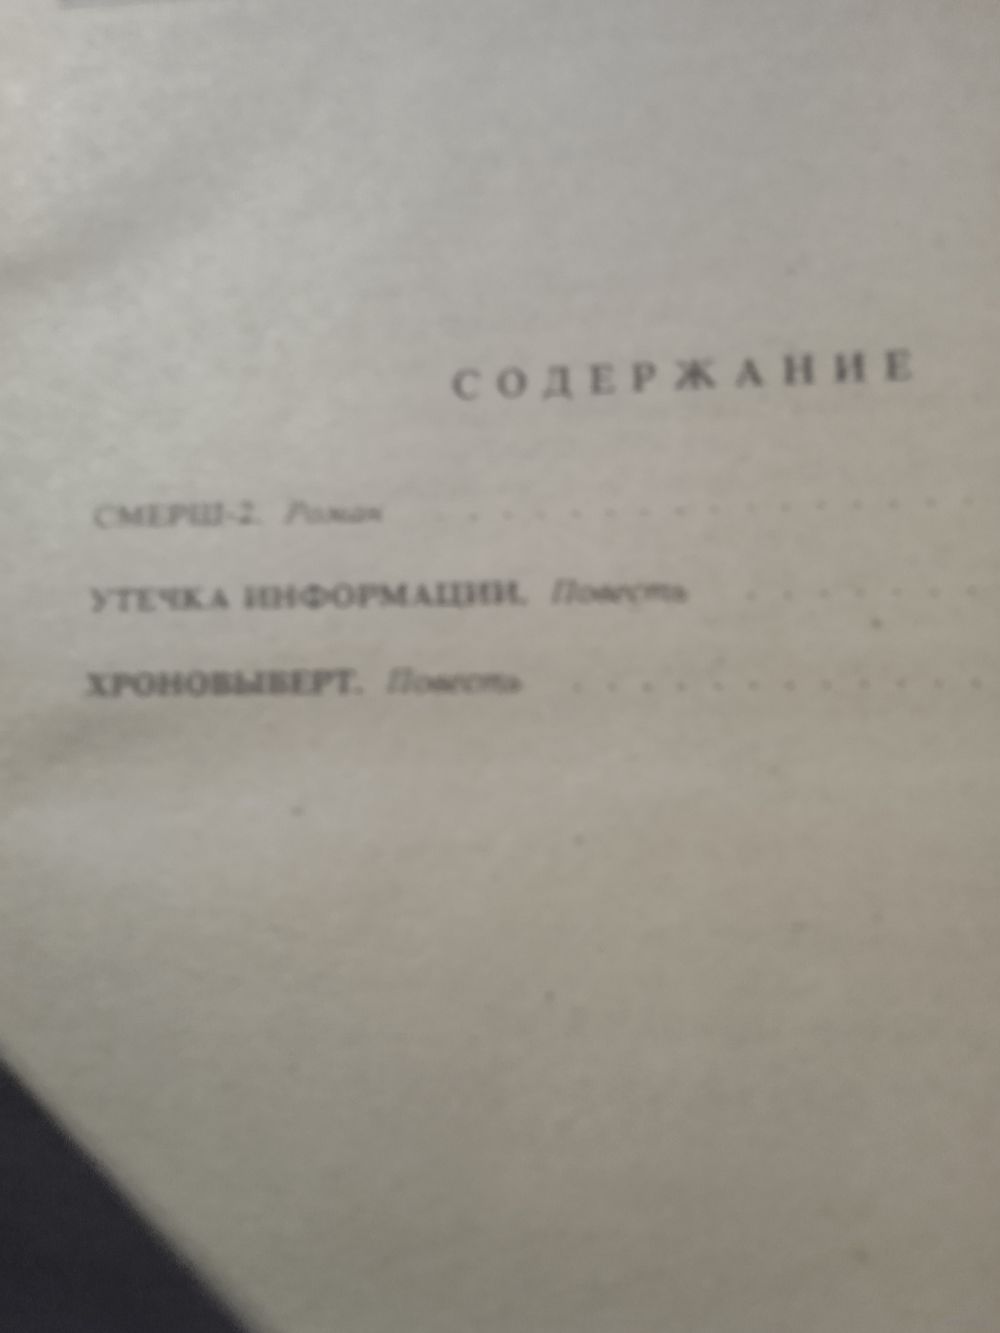 СОДЕРЖАНИЕ
СМЕРШ-2. Роман . . . . . . . . . . . . . . . .
УТЕЧКА ИНФОРМАЦИИ. Повесть . . . . . . . .
ХРОНОВЫВЕРТ. Повесть . . . . . . . . . . . . .